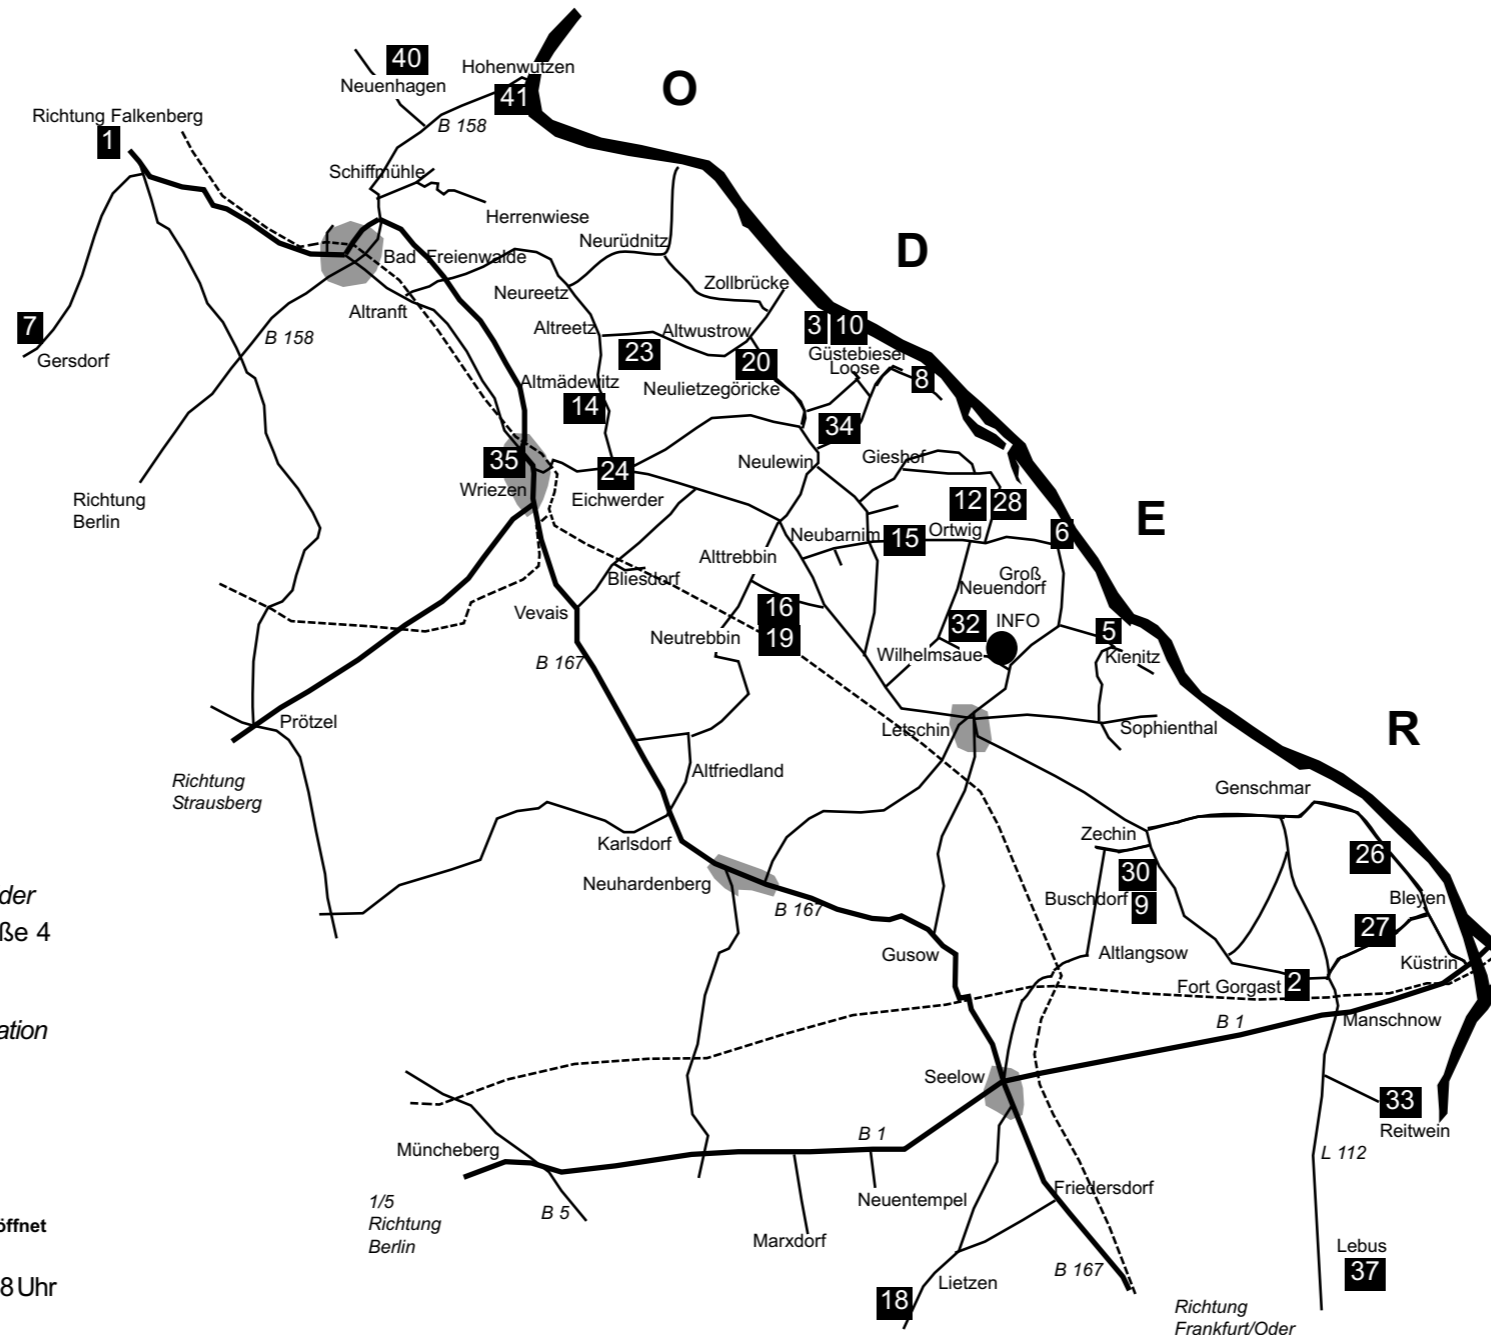 40
Hohenwutzen
Neuenhagen
O
41
Richtung Falkenberg
B 158
1
Schiffmühle
Herrenwiese
Neurüdnitz
D
Bad Freienwalde
Zollbrücke
Neureetz
Altranft
7
B 158
Altreetz
Altwustrow
3
10
Gersdorf
23
Güstebieser
Loose
20
8
Altmädewitz
Neulietzegöricke
14
34
35
Neulewin
Gieshof
24
Wriezen
Eichwerder
Richtung
Berlin
12
28
E
Neubarnim
15
Ortwig
6
Alttrebbin
Bliesdorf
Groß
Neuendorf
Vevais
16
32
INFO
5
Neutrebbin
19
Wilhelmsaue
Kienitz
B 167
Prötzel
Letschin
Sophienthal
R
Richtung
Strausberg
Altfriedland
Genschmar
Karlsdorf
Zechin
26
Neuhardenberg
30
der
Buschdorf
9
Bleyen
B 167
ße 4
27
Gusow
Altlangsow
Küstrin
Fort Gorgast
2
ation
B 1
Manschnow
Seelow
33
Reitwein
B 1
Müncheberg
L 112
1/5
Richtung
Berlin
B 5
Neuentempel
Friedersdorf
öffnet
Marxdorf
Lebus
37
8 Uhr
B 167
Lietzen
18
Richtung
Frankfurt/Oder